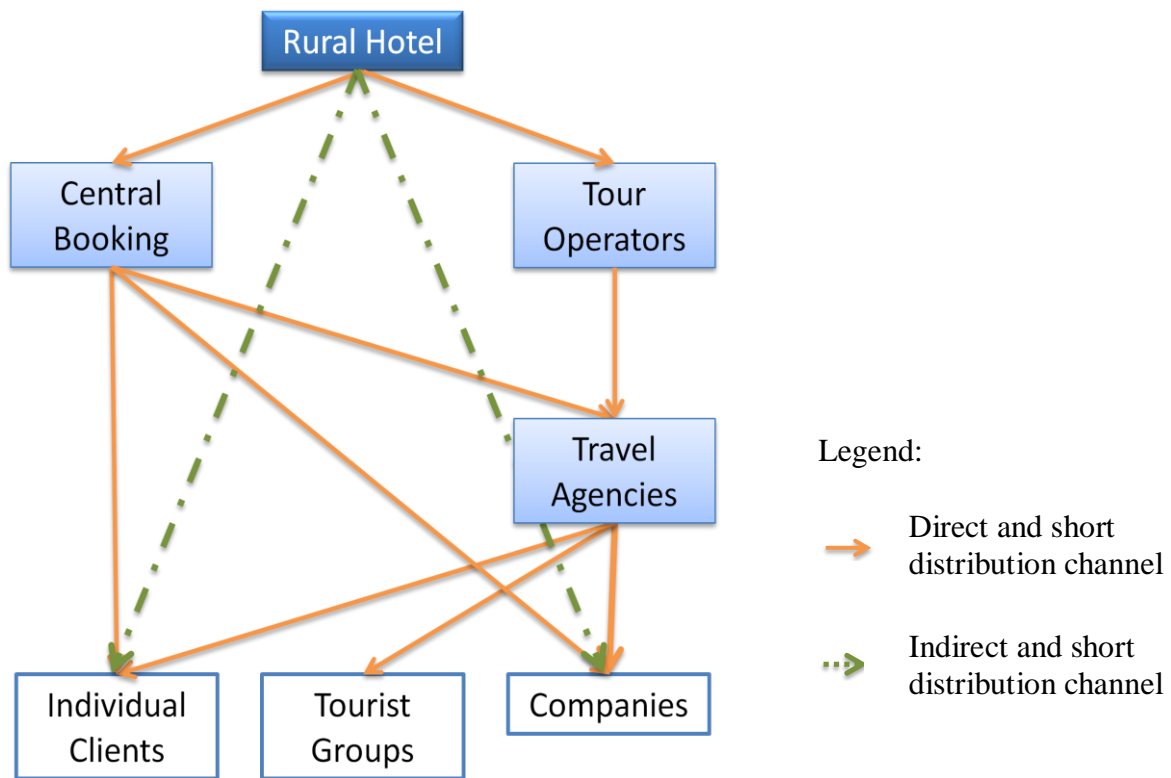 Rural Hotel
Central
Booking
Tour
Operators
Travel
Agencies
Legend:
Direct and short
distribution channel
Indirect and short
distribution channel
Individual
Clients
Tourist
Groups
Companies